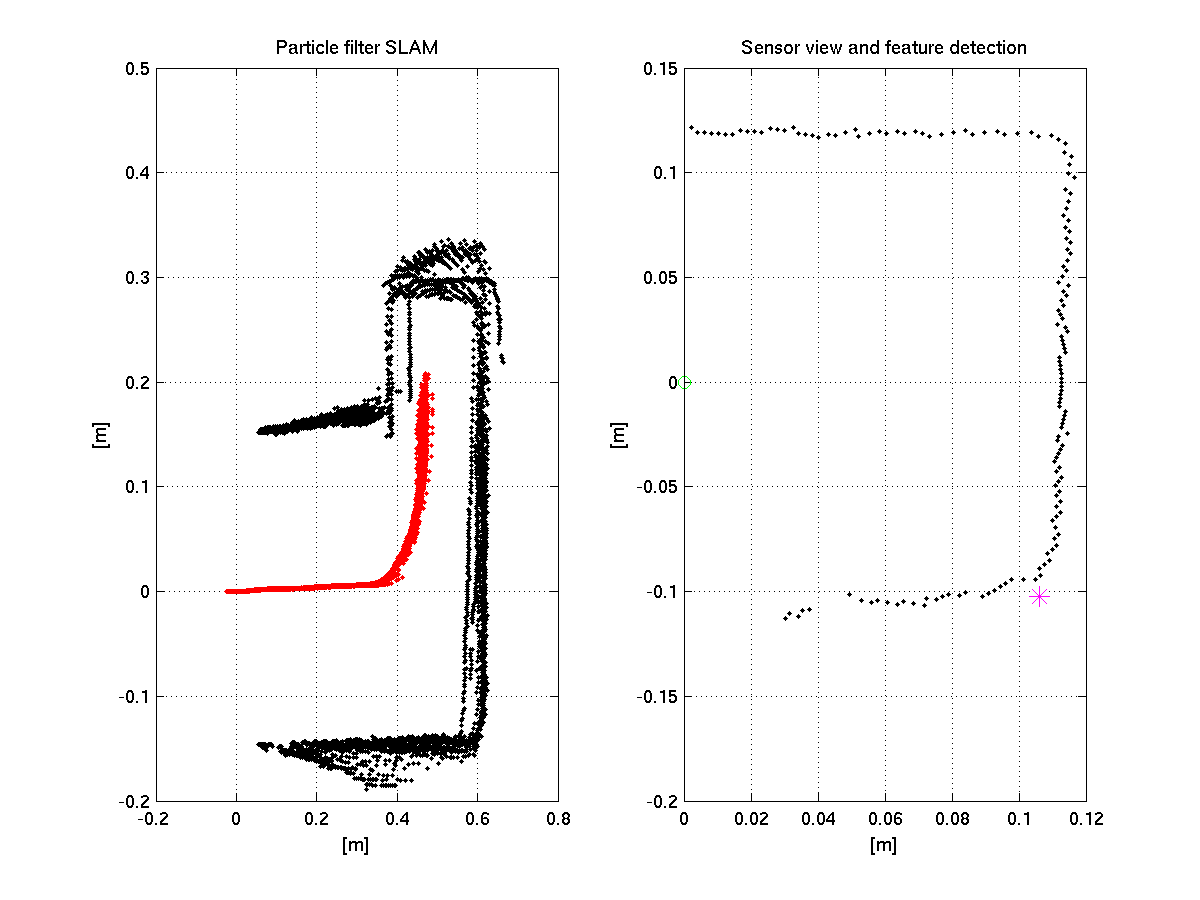 Particle filter SLAM
0.5
0.4
0.3
0.2
0.1
0
-0.1
-0.2
-0.2 0 0.2 0.4 0.6 0.8
[m]
[m]
Sensor view and feature detection
0.15
0.1
0.05
0
-0.05
-0.1
-0.15
-0.2
0 0.02 0.04 0.06 0.08 0.1 0.12
[m]
[m]